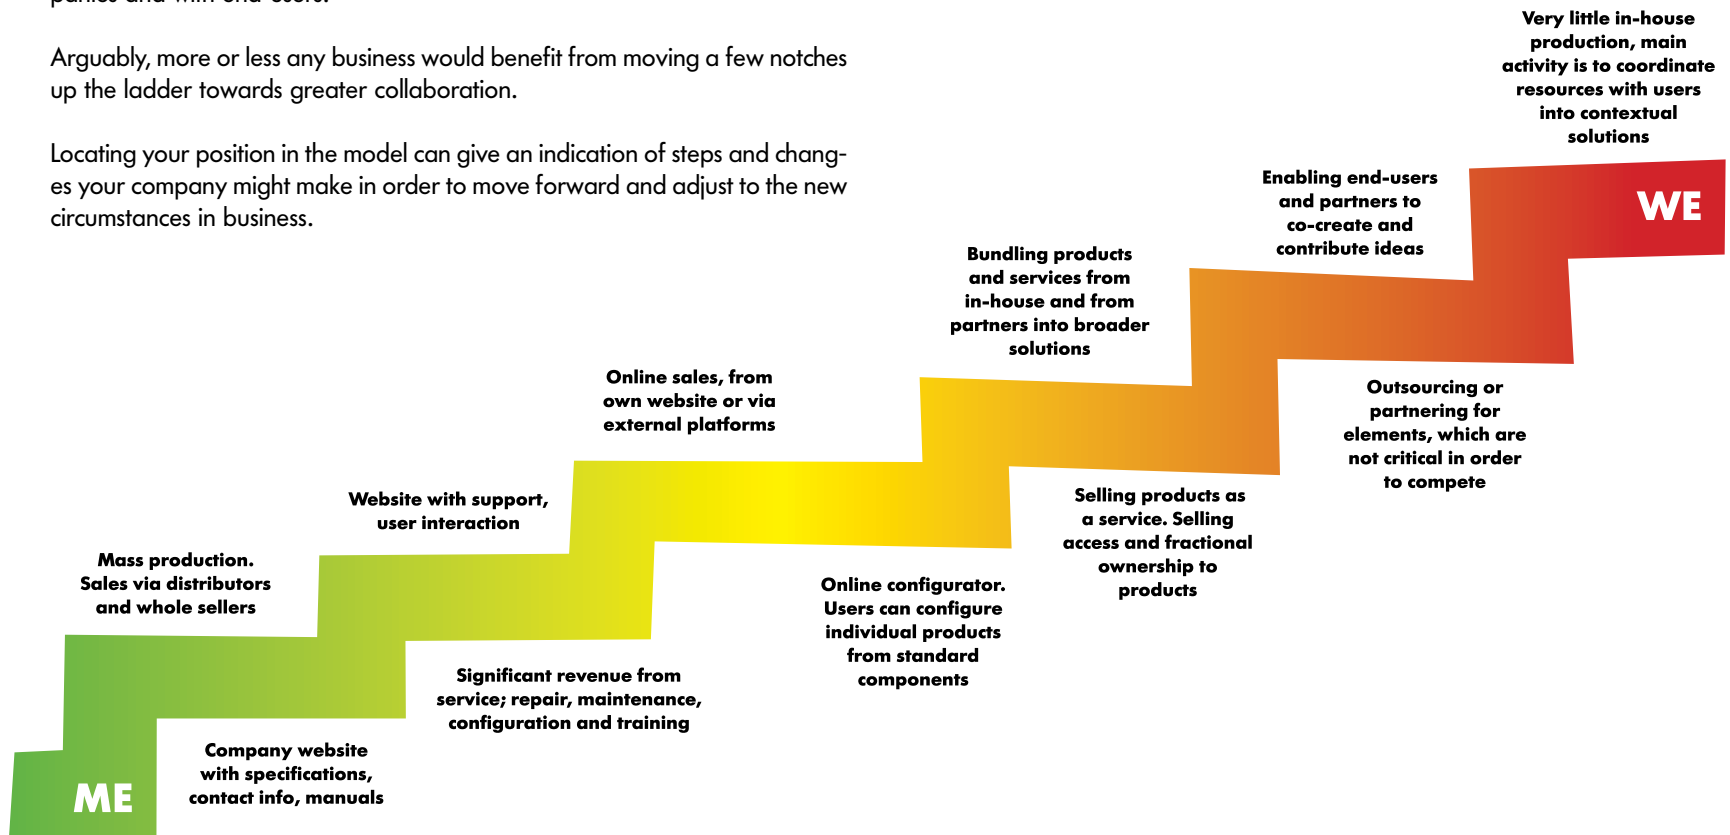 parties and with end-users.
Arguably, more or less any business would benefit from moving a few notches
up the ladder towards greater collaboration.
Locating your position in the model can give an indication of steps and chang-
es your company might make in order to move forward and adjust to the new
circumstances in business.
ME
Mass production.
Sales via distributors
and whole sellers
Company website
with specifications,
contact info, manuals
Website with support,
user interaction
Significant revenue from
service; repair, maintenance,
configuration and training
Online sales, from
own website or via
external platforms
Online configurator.
Users can configure
individual products
from standard
components
Bundling products
and services from
in-house and from
partners into broader
solutions
Selling products as
a service. Selling
access and fractional
ownership to
products
Enabling end-users
and partners to
co-create and
contribute ideas
Outsourcing or
partnering for
elements, which are
not critical in order
to compete
Very little in-house
production, main
activity is to coordinate
resources with users
into contextual
solutions
WE